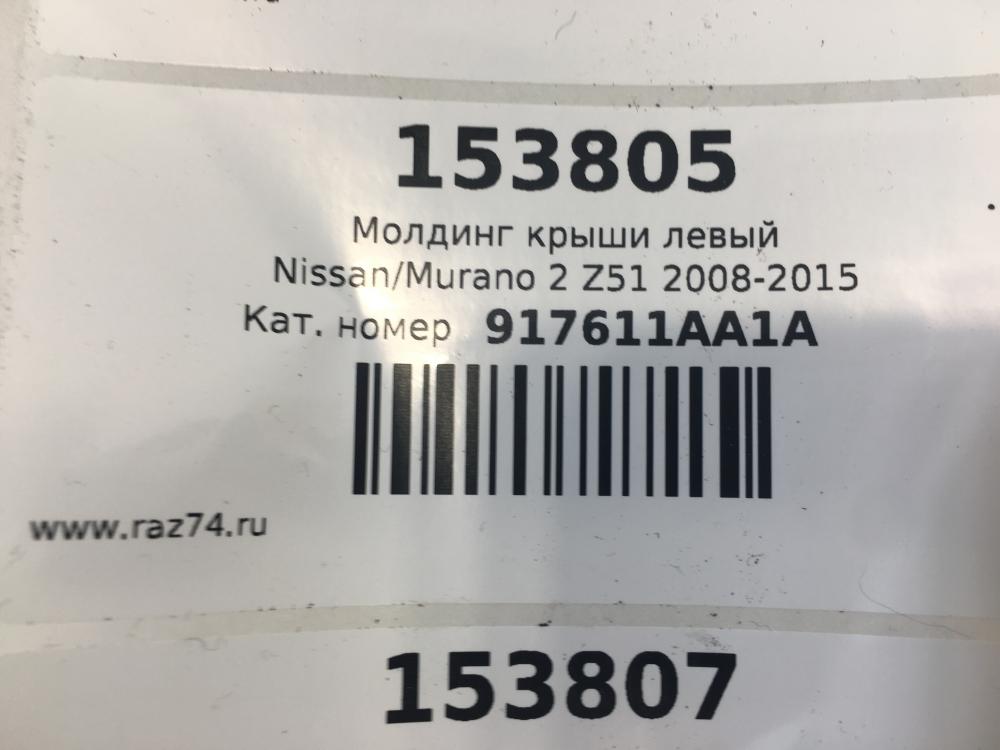 153805
Молдинг крыши левый
Nissan/Murano 2 Z51 2008-2015
Кат. номер 917611AA1A
www.raz74.ru
153807